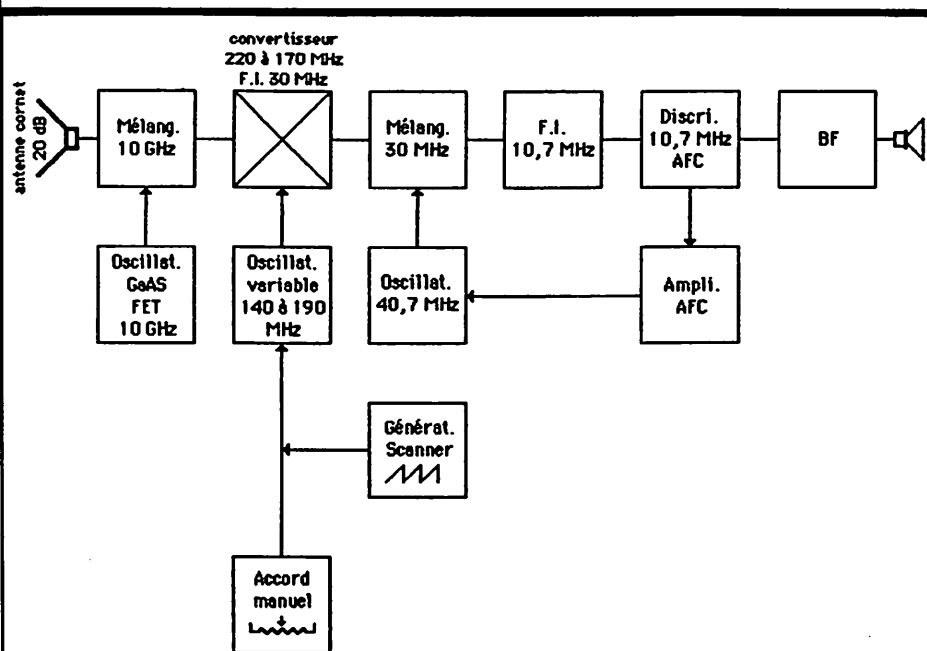 convertisseur
220 à 170 MHz
F.I. 30 MHz
antenne cornet
20 dB
Mélang.
10 GHz
Mélang.
30 MHz
F.I.
10,7 MHz
Discri.
10,7 MHz
AFC
BF
Oscillat.
GaAS
FET
10 GHz
Oscillat.
variable
140 à 190
MHz
Oscillat.
40,7 MHz
Ampli.
AFC
Générat.
Scanner
Accord
manuel